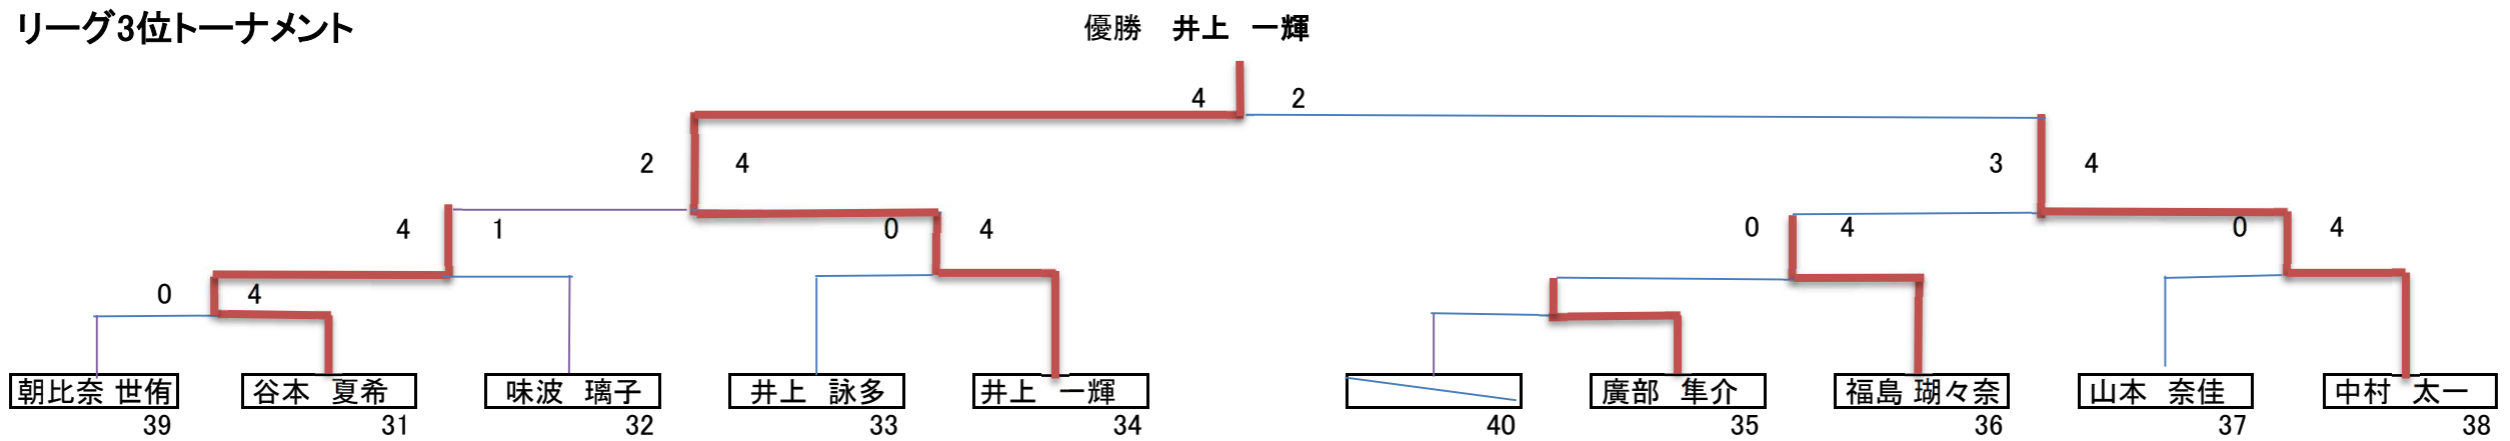 リーグ3位トーナメント
優勝　井上　一輝
4 2
2 4 3 4
4 1 0 4 0 4 0 4
0 4
朝比奈 世侑 谷本　夏希 味波　璃子 井上　詠多 井上　一輝 廣部　隼介 福島 瑚々奈 山本　奈佳 中村　太一
39 31 32 33 34 40 35 36 37 38